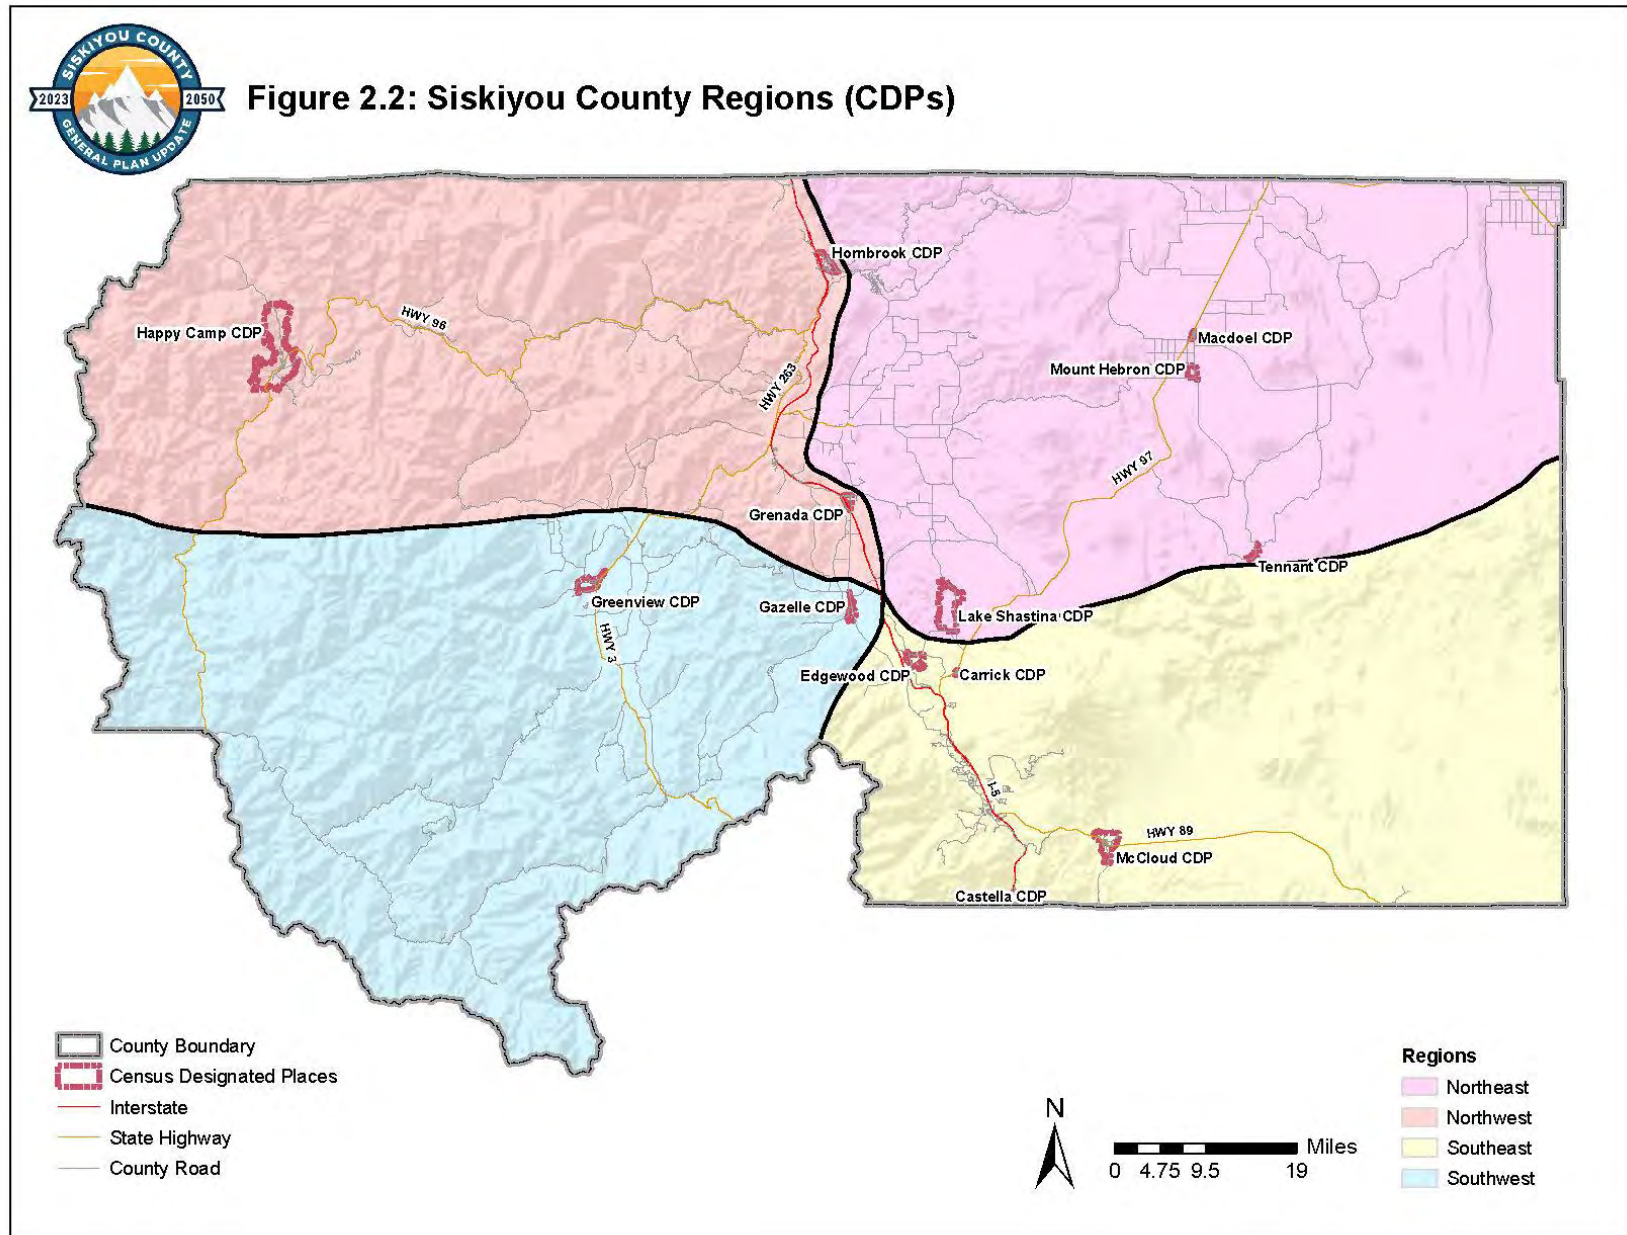 SISKIYOU COUNTY
2023
2050
GENERAL PLAN UPDATE
Figure 2.2: Siskiyou County Regions (CDPs)
Hornbrook CDP
Happy Camp CDP
HWY 96
Macdoel CDP
Mount Hebron CDP
HWY 263
HWY 97
Grenada CDP
Tennant CDP
Greenview CDP
Gazelle CDP
Lake Shastina CDP
HWY 3
Edgewood CDP
Carrick CDP
I-5
HWY 89
McCloud CDP
Castella CDP
County Boundary
Census Designated Places
Interstate
State Highway
County Road
N
Miles
0 4.75 9.5 19
Regions
Northeast
Northwest
Southeast
Southwest